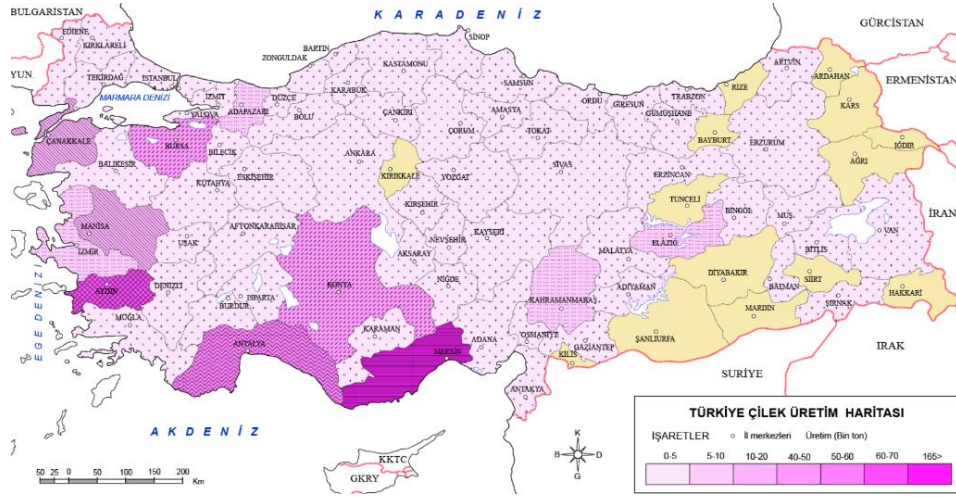 BULGARİSTAN
K A R A D E N İ Z
GÜRCİSTAN
ERMENİSTAN
YUN.
EDİRNE
KIRKLARELİ
TEKİRDAĞ
İSTANBUL
MARMARA DENİZİ
YALOVA
İZMİT
ADAPAZARI
DÜZCE
BOLU
ZONGULDAK
BARTIN
KARABÜK
KASTAMONU
SİNOP
SAMSUN
ÇANKIRI
ÇORUM
AMASYA
TOKAT
ORDU
GİRESUN
TRABZON
GÜMÜŞHANE
RİZE
ARTVİN
ARDAHAN
KARS
BAYBURT
ERZURUM
IĞDIR
AĞRI
ÇANAKKALE
BALIKESİR
BURSA
BİLECİK
KÜTAHYA
ESKİŞEHİR
ANKARA
KIRIKKALE
YOZGAT
SİVAS
ERZİNCAN
TUNCELİ
BİNGÖL
MUŞ
VAN
İRAN
KIRŞEHİR
NEVŞEHİR
KAYSERİ
MALATYA
ELAZIĞ
BİTLİS
MANİSA
İZMİR
UŞAK
AFYONKARAHİSAR
AKSARAY
NİĞDE
KONYA
AYDIN
DENİZLİ
BURDUR
ISPARTA
MUĞLA
ANTALYA
KARAMAN
MERSİN
ADANA
OSMANİYE
KAHRAMANMARAŞ
ADIYAMAN
DİYABAKIR
BATMAN
SİİRT
ŞIRNAK
HAKKARİ
MARDİN
ŞANLIURFA
GAZİANTEP
KİLİS
ANTAKYA
E G E D E N İ Z İ
A K D E N İ Z
SURİYE
IRAK
KKTC
GKRY
K
B D
G
50 25 0 50 100 150 200
Km
TÜRKİYE ÇİLEK ÜRETİM HARİTASI
İŞARETLER İl merkezleri Üretim (Bin ton)
0-5 5-10 10-20 40-50 50-60 60-70 165>